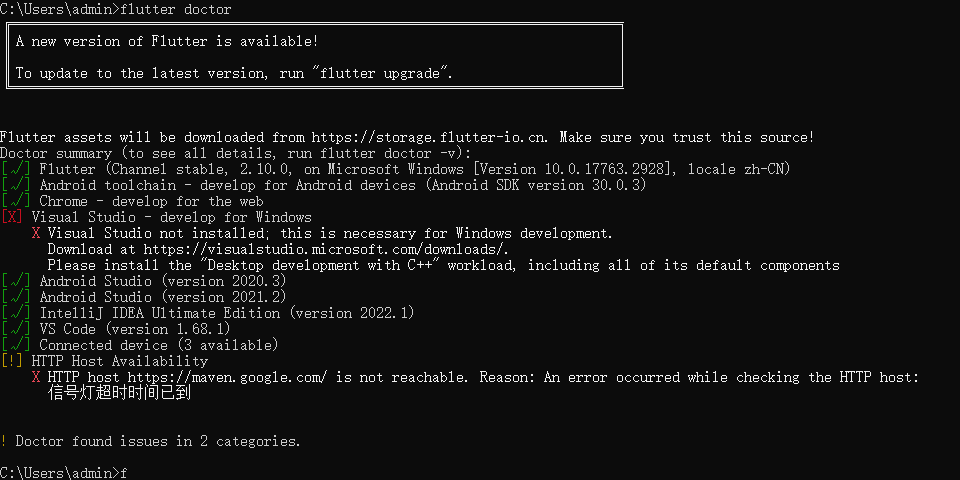 C:\Users\admin>flutter doctor
A new version of Flutter is available!
To update to the latest version, run "flutter upgrade".
Flutter assets will be downloaded from https://storage.flutter-io.cn. Make sure you trust this source!
Doctor summary (to see all details, run flutter doctor -v):
[√] Flutter (Channel stable, 2.10.0, on Microsoft Windows [Version 10.0.17763.2928], locale zh-CN)
[√] Android toolchain - develop for Android devices (Android SDK version 30.0.3)
[√] Chrome - develop for the web
[X] Visual Studio - develop for Windows
X Visual Studio not installed; this is necessary for Windows development.
Download at https://visualstudio.microsoft.com/downloads/.
Please install the "Desktop development with C++" workload, including all of its default components
[√] Android Studio (version 2020.3)
[√] Android Studio (version 2021.2)
[√] IntelliJ IDEA Ultimate Edition (version 2022.1)
[√] VS Code (version 1.68.1)
[√] Connected device (3 available)
[!] HTTP Host Availability
X HTTP host https://maven.google.com/ is not reachable. Reason: An error occurred while checking the HTTP host:
信号灯超时时间已到
! Doctor found issues in 2 categories.
C:\Users\admin>f